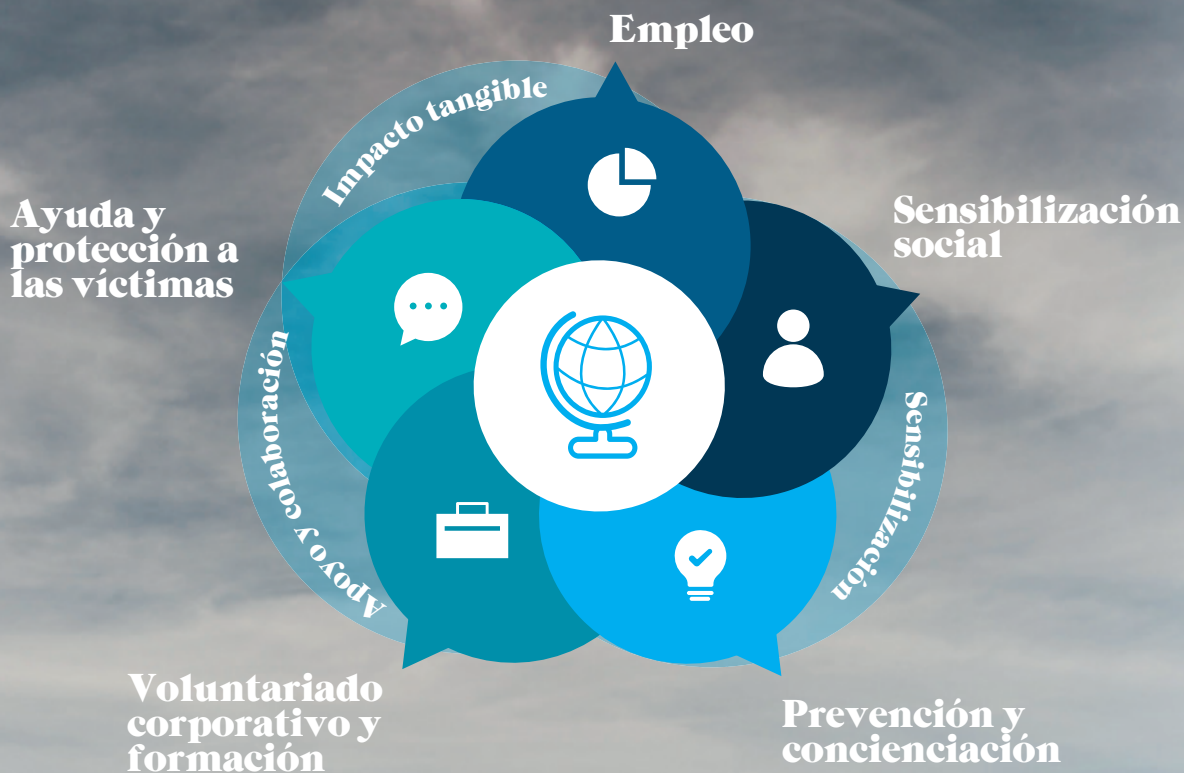 Empleo
Impacto tangible
Ayuda y
protección a
las víctimas
Sensibilización
social
Apoyo y colaboración
Sensibilización
Voluntariado
corporativo y
formación
Prevención y
concienciación